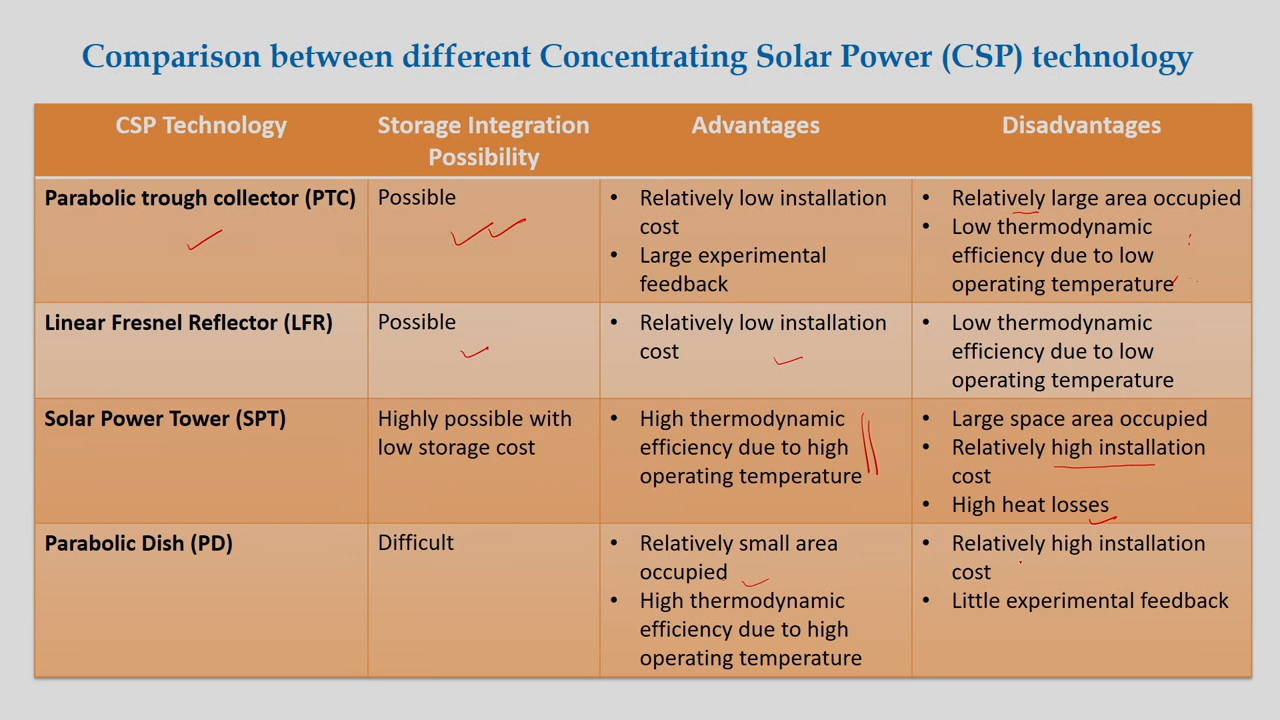 Comparison between different Concentrating Solar Power (CSP) technology
CSP Technology
Storage Integration
Possibility
Advantages
Disadvantages
Parabolic trough collector (PTC)
Possible
• Relatively low installation
cost
• Large experimental
feedback
• Relatively large area occupied
• Low thermodynamic
efficiency due to low
operating temperature
Linear Fresnel Reflector (LFR)
Possible
• Relatively low installation
cost
• Low thermodynamic
efficiency due to low
operating temperature
Solar Power Tower (SPT)
Highly possible with
low storage cost
• High thermodynamic
efficiency due to high
operating temperature
• Large space area occupied
• Relatively high installation
cost
• High heat losses
Parabolic Dish (PD)
Difficult
• Relatively small area
occupied
• High thermodynamic
efficiency due to high
operating temperature
• Relatively high installation
cost
• Little experimental feedback